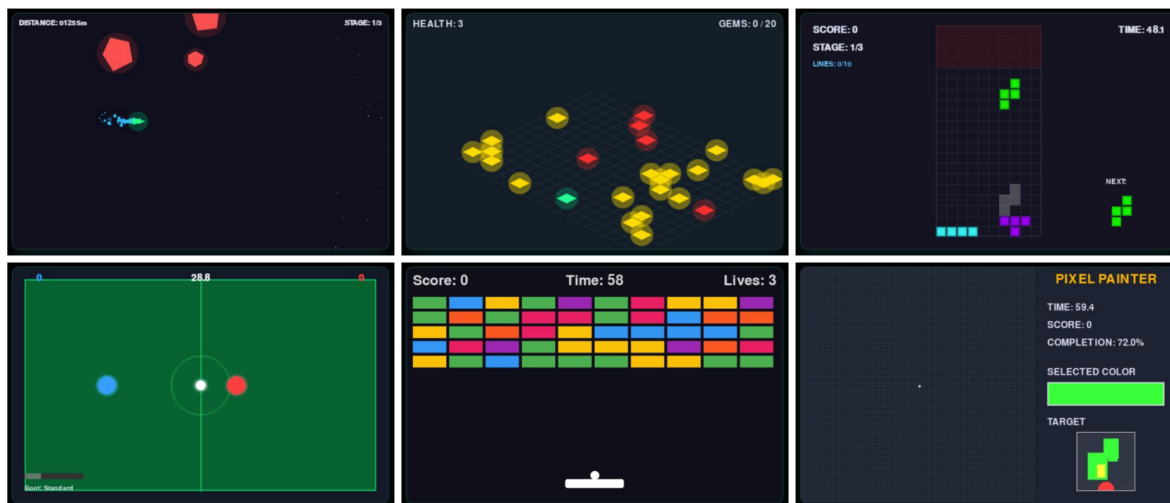 DISTANCE: 01255m
STAGE: 1/3
HEALTH: 3
GEMS: 0 / 20
SCORE: 0
TIME: 48.1
STAGE: 1/3
LINES: 0/10
NEXT:
0
28.8
0
Boot: Standard
Score: 0
Time: 58
Lives: 3
PIXEL PAINTER
TIME: 59.4
SCORE: 0
COMPLETION: 72.0%
SELECTED COLOR
TARGET